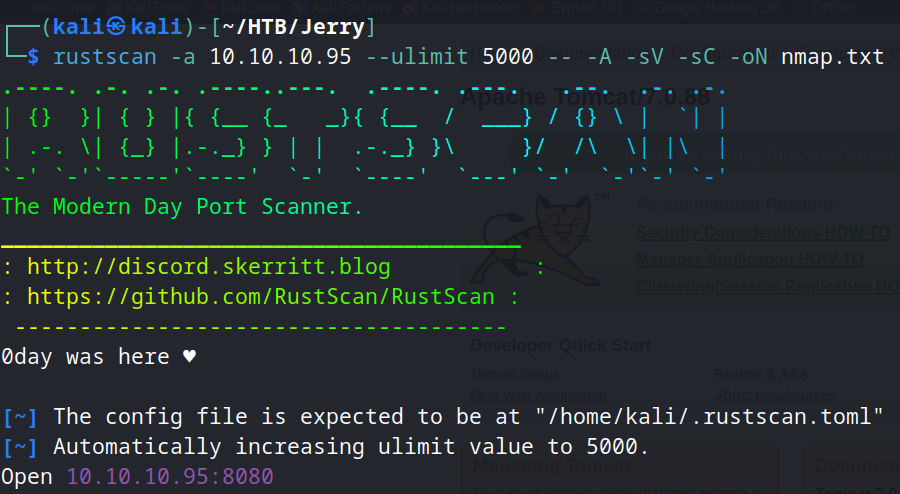 Kali Linux Kali Tools Kali Docs Kali Forums Kali NetHunter Exploit-DB Google Hacking DB OffSec
┌──(kali㉿kali)-[~/HTB/Jerry]
└─$ rustscan -a 10.10.10.95 --ulimit 5000 -- -A -sV -sC -oN nmap.txt
Apache Tomcat/7.0.88
.----. .-. .-. .----..---.  .----. .---.   .--.  .-. .-.
| {}  }| { } |{ {__ {_   _}{ {__  /  ___} / {} \ |  `| |
| .-. \| {_} |.-._} } | |  .-._} }\     }/  /\  \| |\  |
`-' `-'`-----'`----'  `-'  `----'  `---' `-'  `-'`-' `-'
The Modern Day Port Scanner.
TM
Recommended Reading:
Security Considerations HOW-TO
Manager Application HOW-TO
Clustering/Session Replication HO
________________________________________
: http://discord.skerritt.blog           :
: https://github.com/RustScan/RustScan :
 --------------------------------------
0day was here ♥
Developer Quick Start
Tomcat Setup
Realms & AAA
First Web Application
JDBC DataSources
[~] The config file is expected to be at "/home/kali/.rustscan.toml"
[~] Automatically increasing ulimit value to 5000.
Open 10.10.10.95:8080
Managing Tomcat
Document